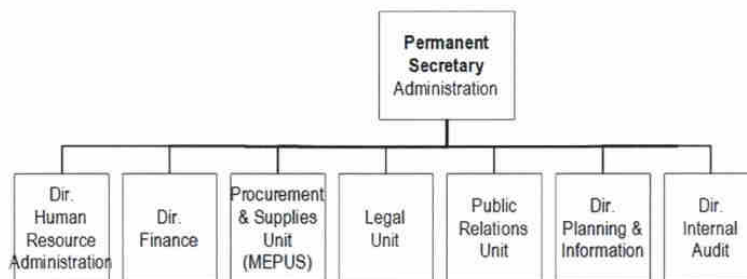 Permanent
Secretary
Administration
Dir.
Human
Resource
Administration
Dir.
Finance
Procurement
& Supplies
Unit
(MEPUS)
Legal
Unit
Public
Relations
Unit
Dir.
Planning &
Information
Dir.
Internal
Audit